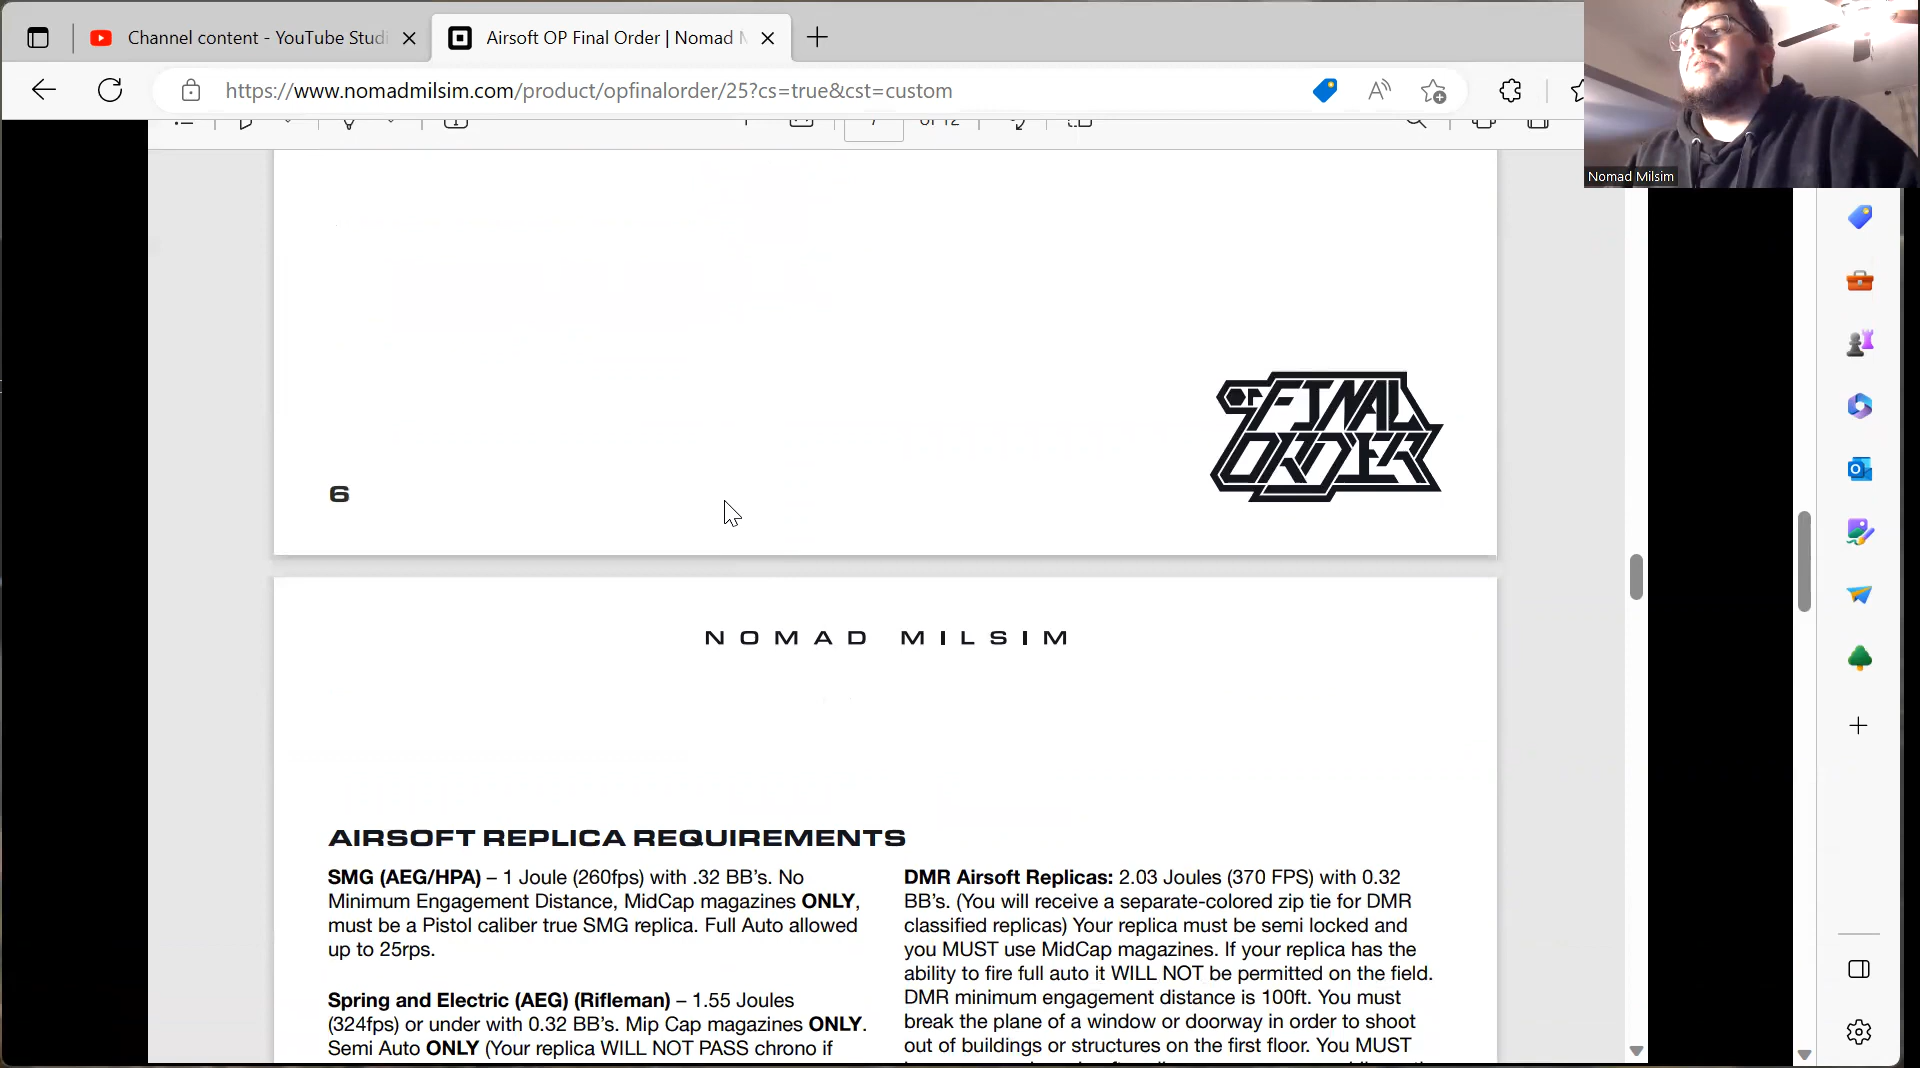 Channel content - YouTube Studi
Airsoft OP Final Order | Nomad M
https://www.nomadmilsim.com/product/opfinalorder/25?cs=true&cst=custom
7 of 12
Nomad Milsim
OP FINAL
ORDER
6
NOMAD MILSIM
AIRSOFT REPLICA REQUIREMENTS
SMG (AEG/HPA) – 1 Joule (260fps) with .32 BB's. No
Minimum Engagement Distance, MidCap magazines ONLY,
must be a Pistol caliber true SMG replica. Full Auto allowed
up to 25rps.
Spring and Electric (AEG) (Rifleman) – 1.55 Joules
(324fps) or under with 0.32 BB's. Mip Cap magazines ONLY.
Semi Auto ONLY (Your replica WILL NOT PASS chrono if
DMR Airsoft Replicas: 2.03 Joules (370 FPS) with 0.32
BB's. (You will receive a separate-colored zip tie for DMR
classified replicas) Your replica must be semi locked and
you MUST use MidCap magazines. If your replica has the
ability to fire full auto it WILL NOT be permitted on the field.
DMR minimum engagement distance is 100ft. You must
break the plane of a window or doorway in order to shoot
out of buildings or structures on the first floor. You MUST